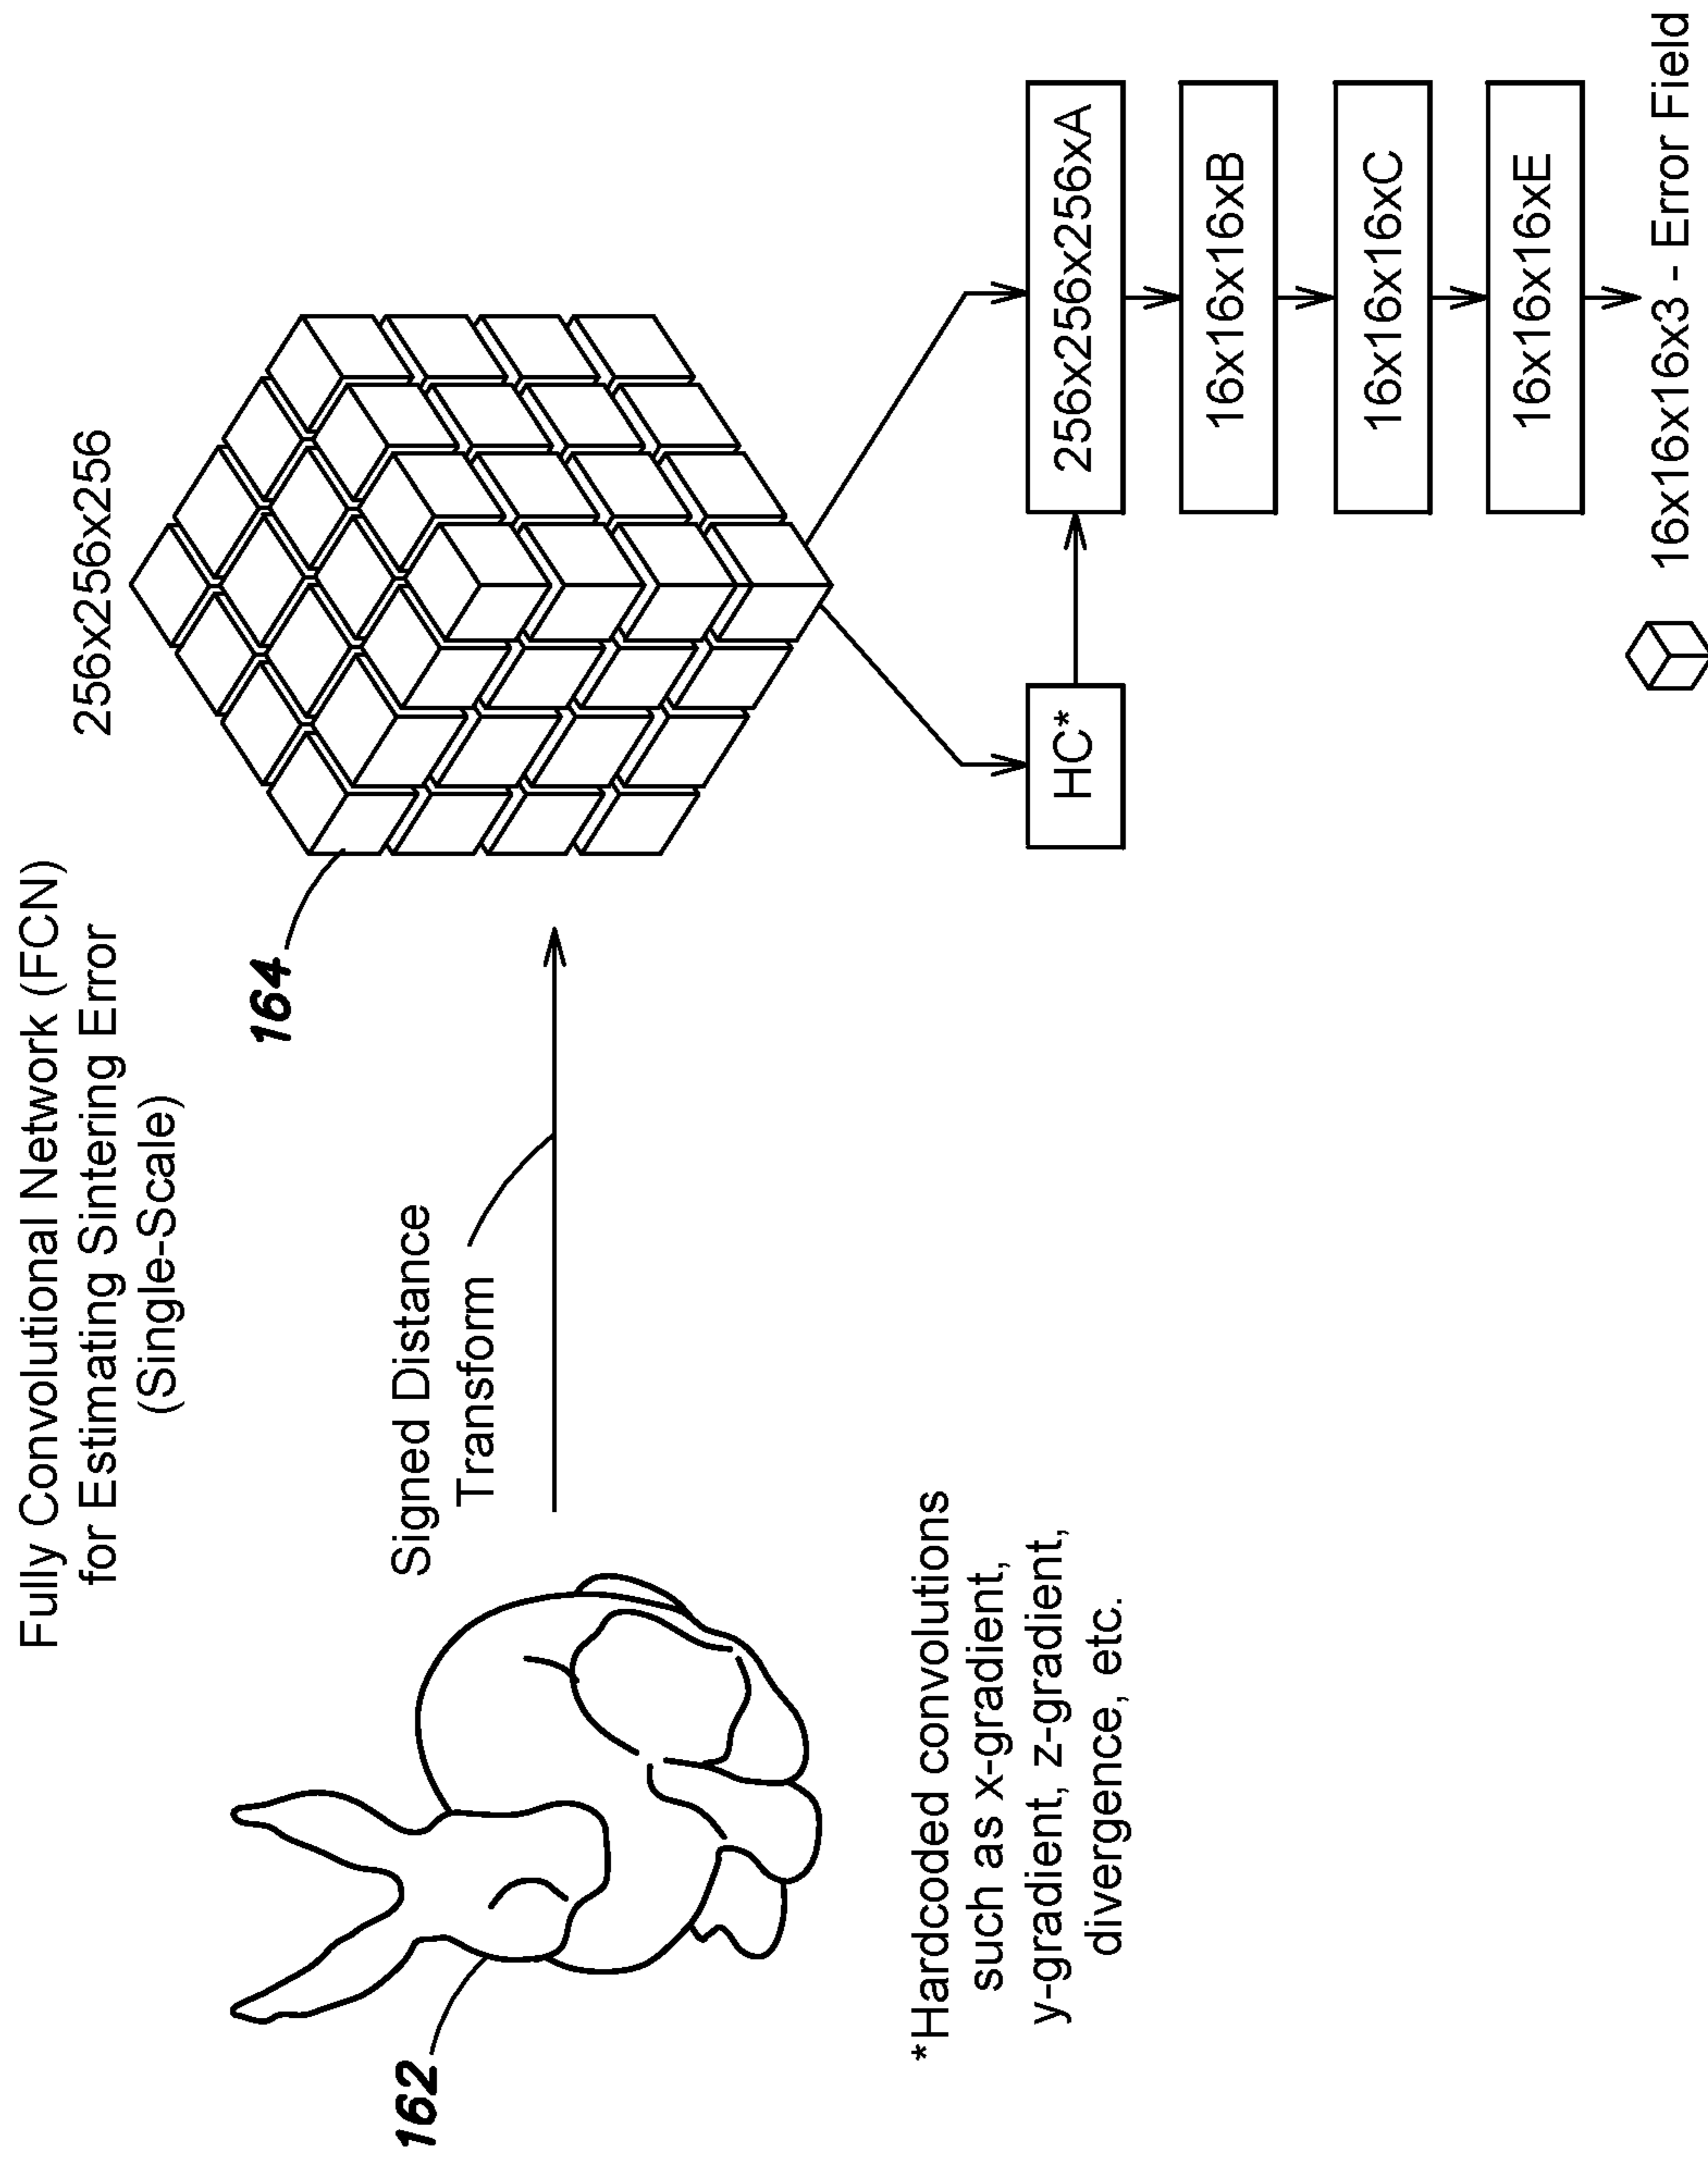 Fully Convolutional Network (FCN)
for Estimating Sintering Error
(Single-Scale)
256x256x256
164
Signed Distance
Transform
162
*Hardcoded convolutions
such as x-gradient,
y-gradient, z-gradient,
divergence, etc.
HC*
256x256x256xA
16x16x16xB
16x16x16xC
16x16x16xE
16x16x16x3 - Error Field